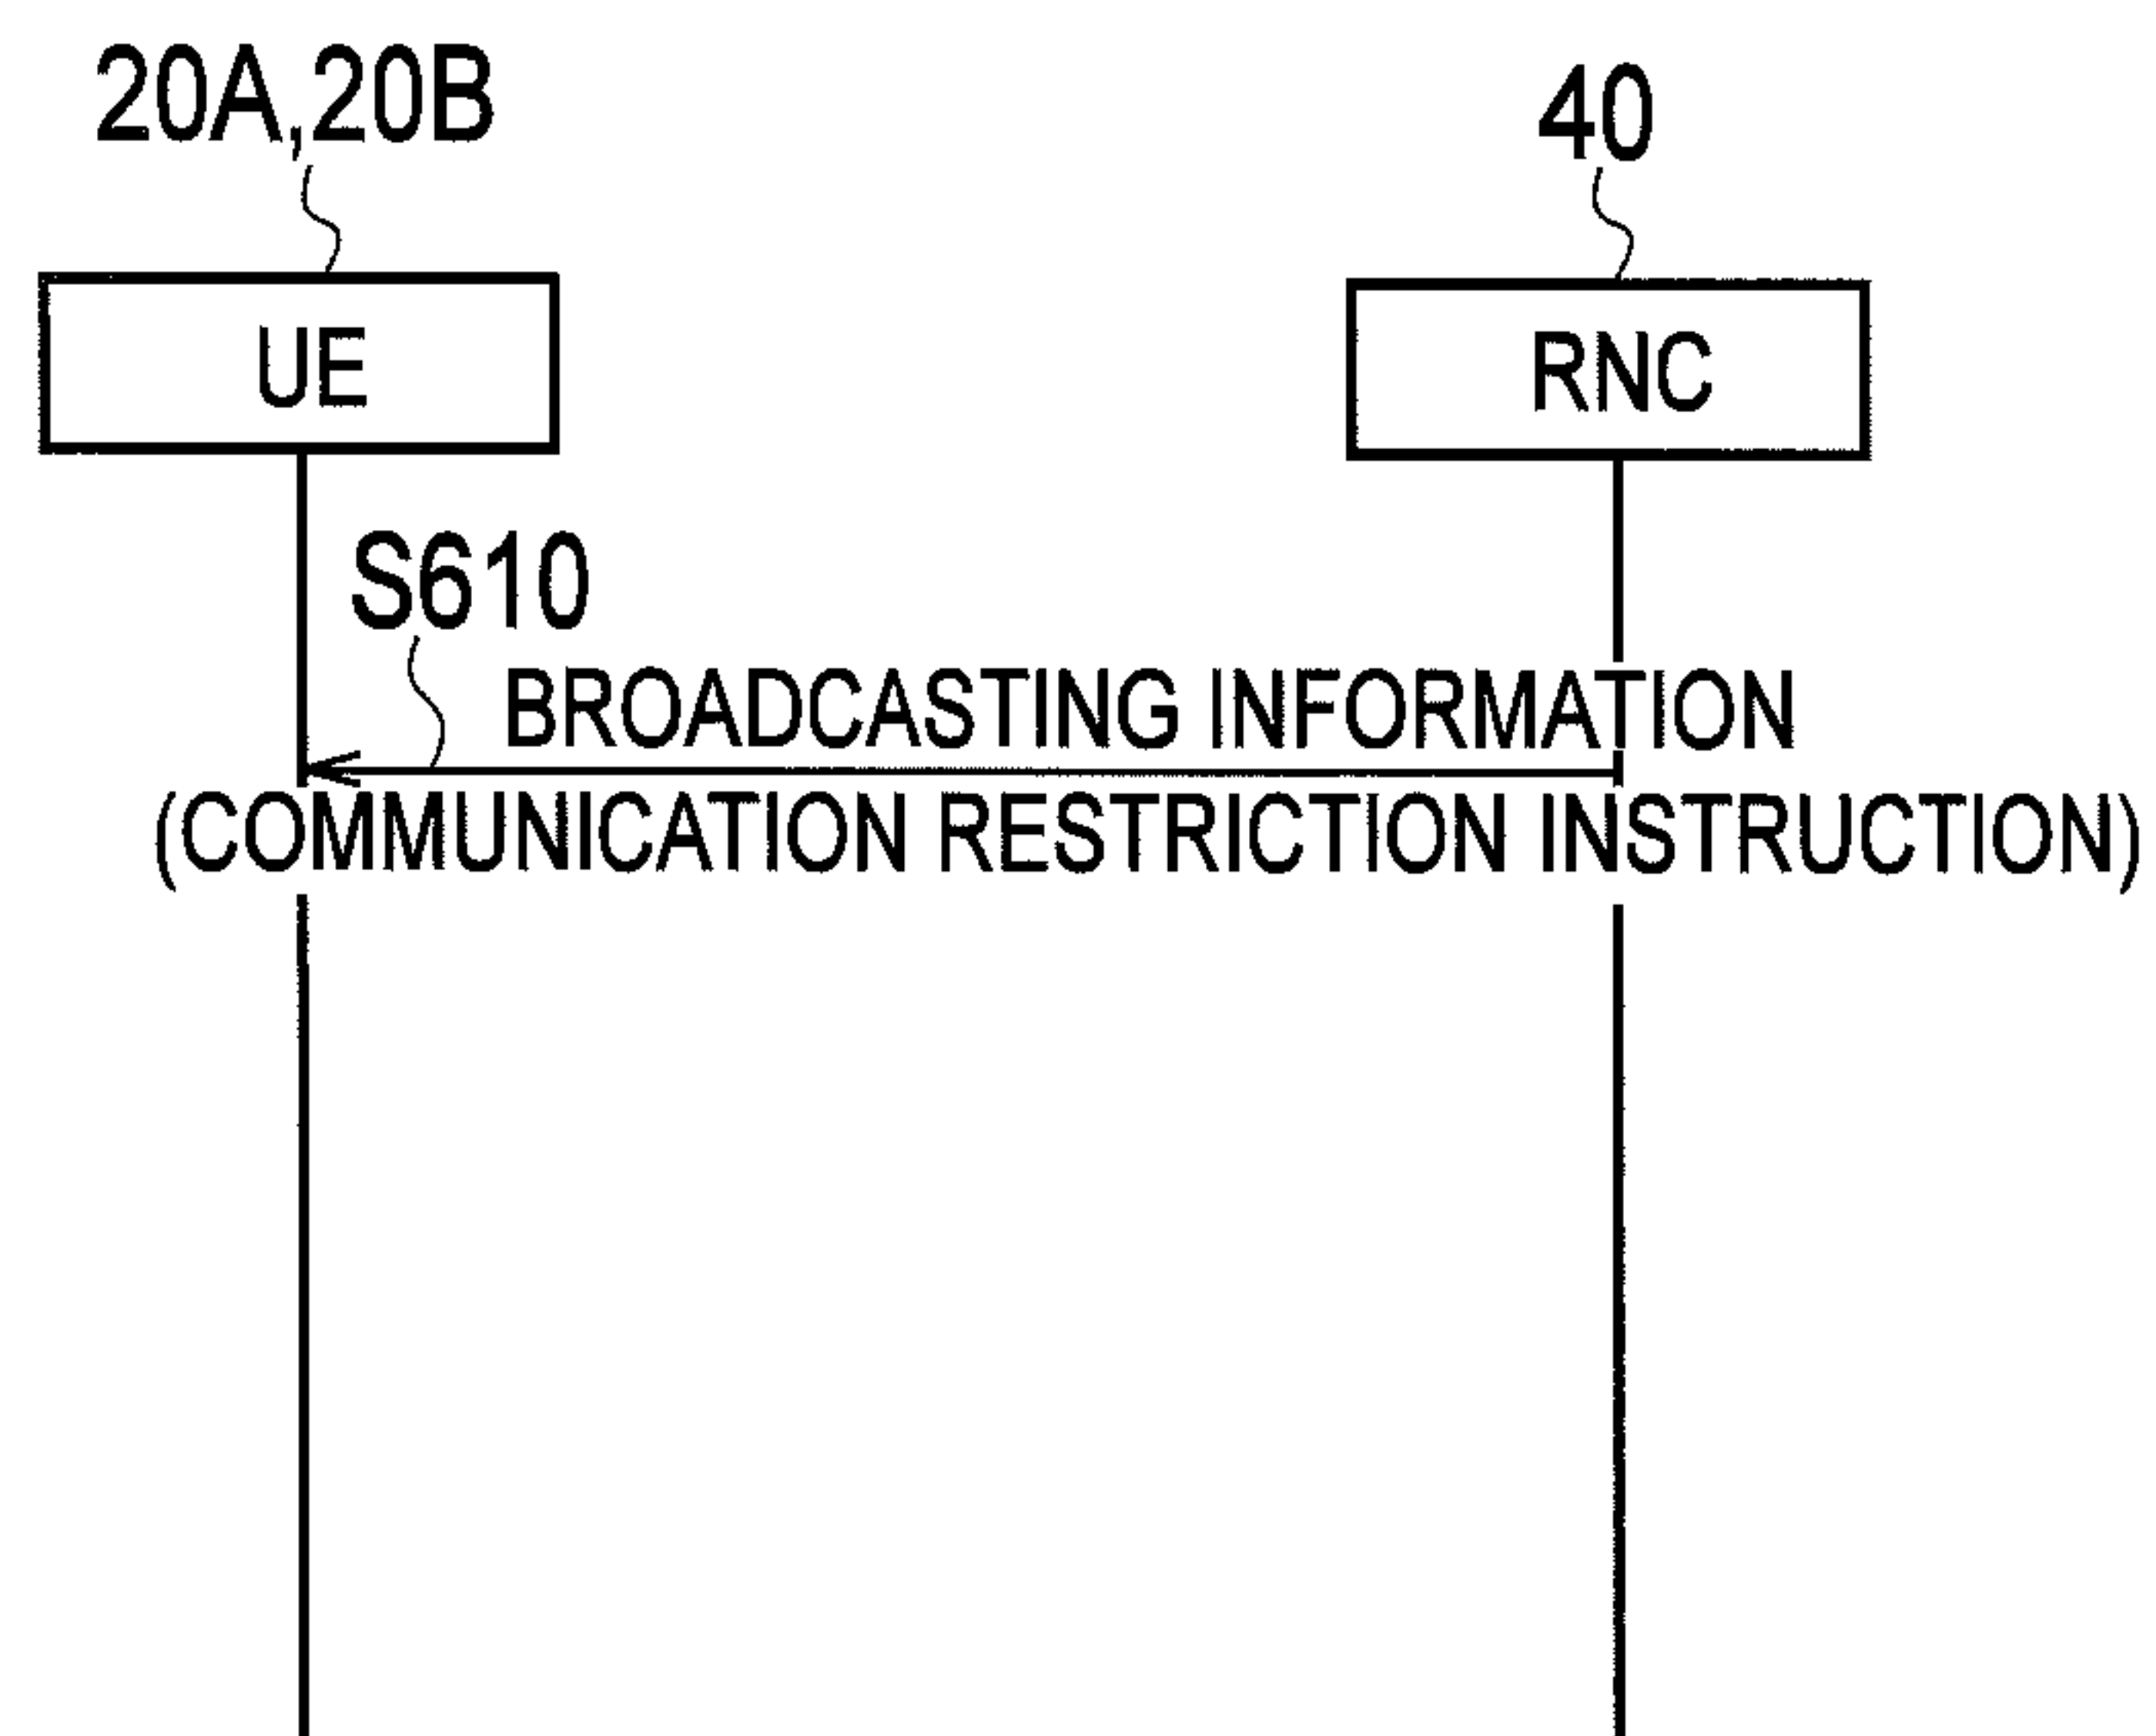 20A,20B
40
UE
RNC
S610
BROADCASTING INFORMATION
(COMMUNICATION RESTRICTION INSTRUCTION)